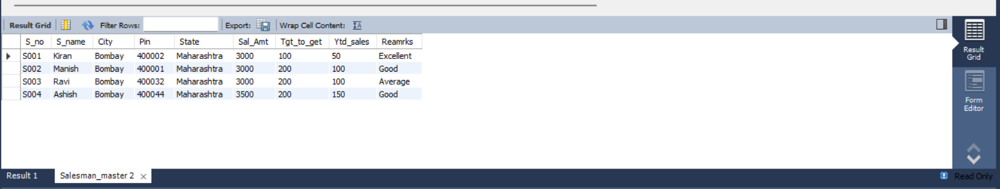 Result Grid Filter Rows: Export: Wrap Cell Content: IA
S_no S_name City Pin State Sal_Amt Tgt_to_get Ytd_sales Reamrks
S001 Kiran Bombay 400002 Maharashtra 3000 100 50 Excellent
S002 Manish Bombay 400001 Maharashtra 3000 200 100 Good
S003 Ravi Bombay 400032 Maharashtra 3000 200 100 Average
S004 Ashish Bombay 400044 Maharashtra 3500 200 150 Good
Result
Grid
Form
Editor
Result 1 Salesman_master 2 × Read Only